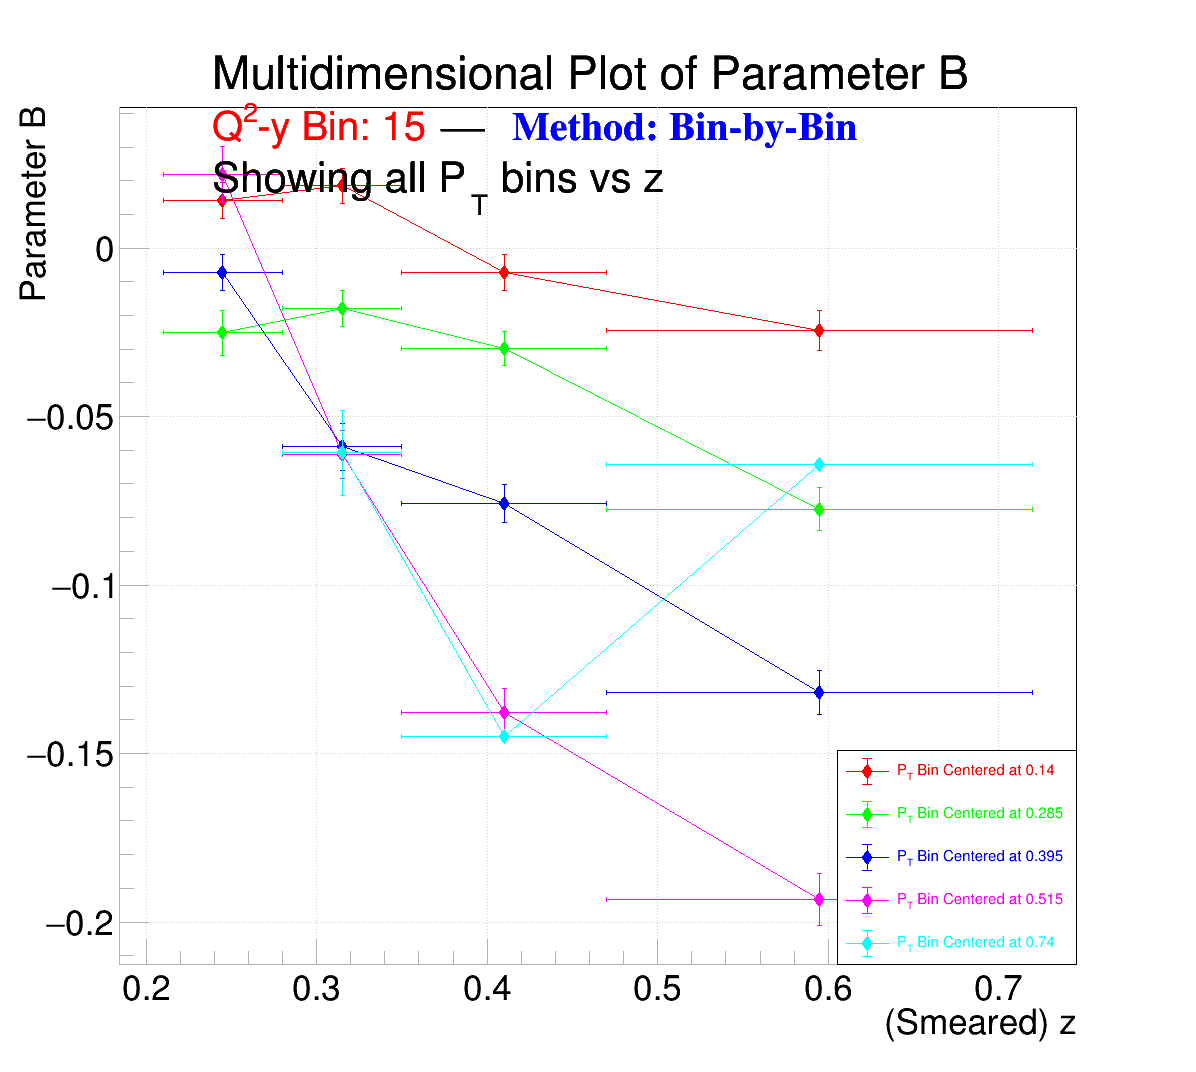 Multidimensional Plot of Parameter B
Q²-y Bin: 15 — Method: Bin-by-Bin
Showing all P_T bins vs z
Parameter B
0
−0.05
−0.1
−0.15
−0.2
P_T Bin Centered at 0.14
P_T Bin Centered at 0.285
P_T Bin Centered at 0.395
P_T Bin Centered at 0.515
P_T Bin Centered at 0.74
0.2 0.3 0.4 0.5 0.6 0.7
(Smeared) z